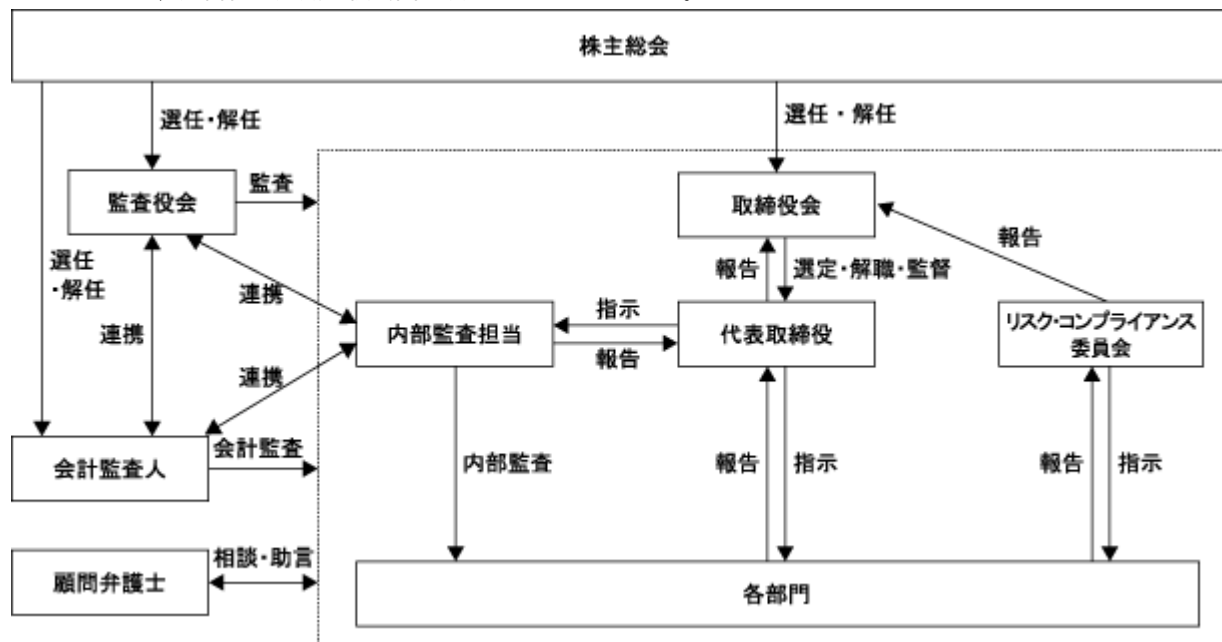 株主総会
選任・解任
選任・解任
監査役会
監査
取締役会
報告
選任
・解任
連携
連携
報告
選定・解職・監督
指示
内部監査担当
代表取締役
リスク・コンプライアンス
委員会
報告
連携
会計監査人
会計監査
内部監査
報告
指示
報告
指示
顧問弁護士
相談・助言
各部門